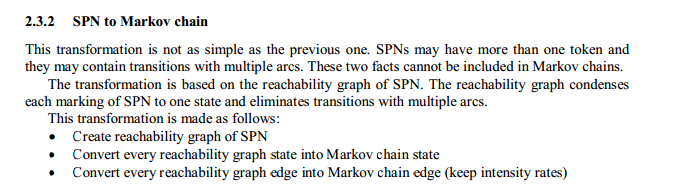 2.3.2 SPN to Markov chain
This transformation is not as simple as the previous one. SPNs may have more than one token and
they may contain transitions with multiple arcs. These two facts cannot be included in Markov chains.
The transformation is based on the reachability graph of SPN. The reachability graph condenses
each marking of SPN to one state and eliminates transitions with multiple arcs.
This transformation is made as follows:
• Create reachability graph of SPN
• Convert every reachability graph state into Markov chain state
• Convert every reachability graph edge into Markov chain edge (keep intensity rates)